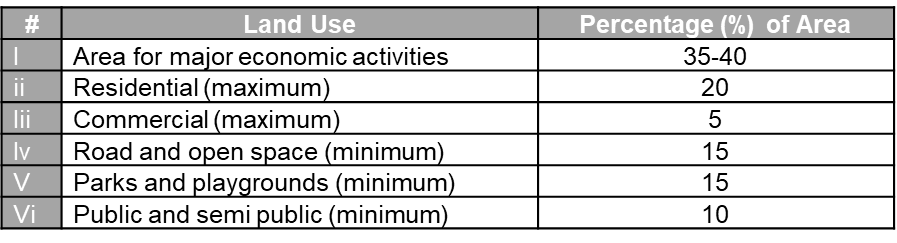 # Land Use Percentage (%) of Area
I Area for major economic activities 35-40
ii Residential (maximum) 20
Iii Commercial (maximum) 5
Iv Road and open space (minimum) 15
V Parks and playgrounds (minimum) 15
Vi Public and semi public (minimum) 10